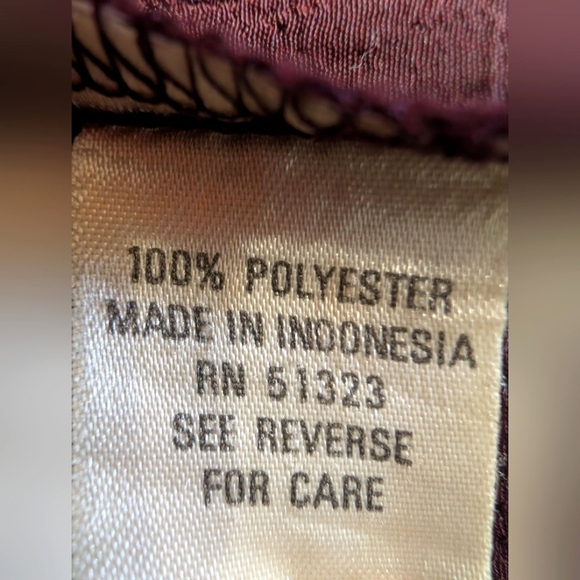 100% POLYESTER
MADE IN INDONESIA
RN 51323
SEE REVERSE
FOR CARE